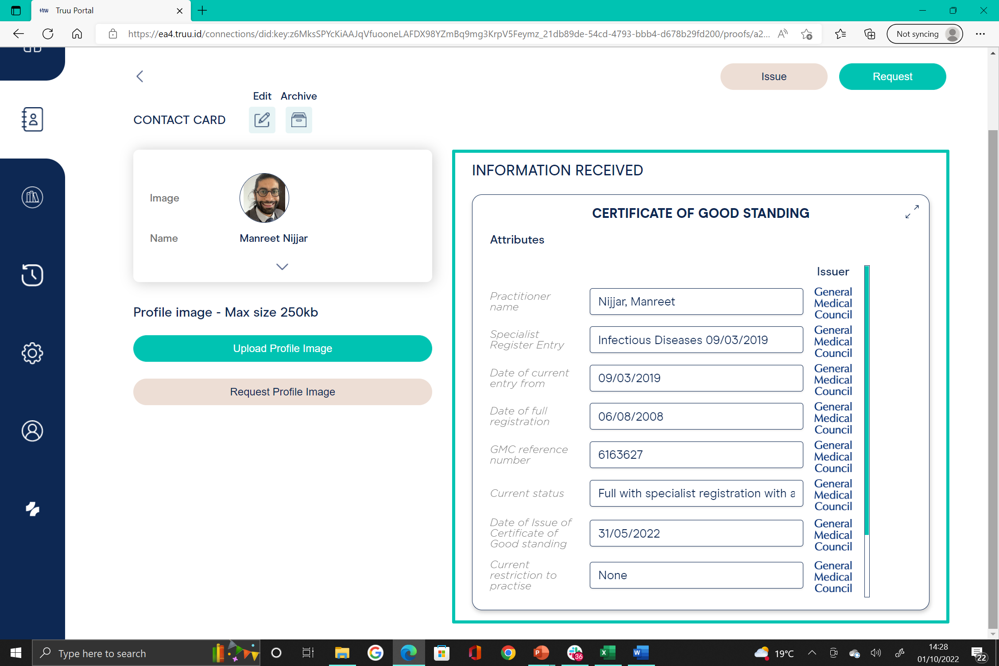 truu Truu Portal
https://ea4.truu.id/connections/did:key:z6MksSPYcKiAAJqVfuooneLAFDX98YZmBq9mg3KrpV5Feymz_21db89de-54cd-4793-bbb4-d678b29fd200/proofs/a2... Not syncing
Issue Request
Edit Archive
CONTACT CARD
Image
Name Manreet Nijjar
Profile image - Max size 250kb
Upload Profile Image
Request Profile Image
INFORMATION RECEIVED
CERTIFICATE OF GOOD STANDING
Attributes
Issuer
Practitioner
name
Nijjar, Manreet
General
Medical
Council
Specialist
Register Entry
Infectious Diseases 09/03/2019
General
Medical
Council
Date of current
entry from
09/03/2019
General
Medical
Council
Date of full
registration
06/08/2008
General
Medical
Council
GMC reference
number
6163627
General
Medical
Council
Current status
Full with specialist registration with a
General
Medical
Council
Date of Issue of
Certificate of
Good standing
31/05/2022
General
Medical
Council
Current
restriction to
practise
None
General
Medical
Council
Type here to search
36
19°C
14:28
01/10/2022
22